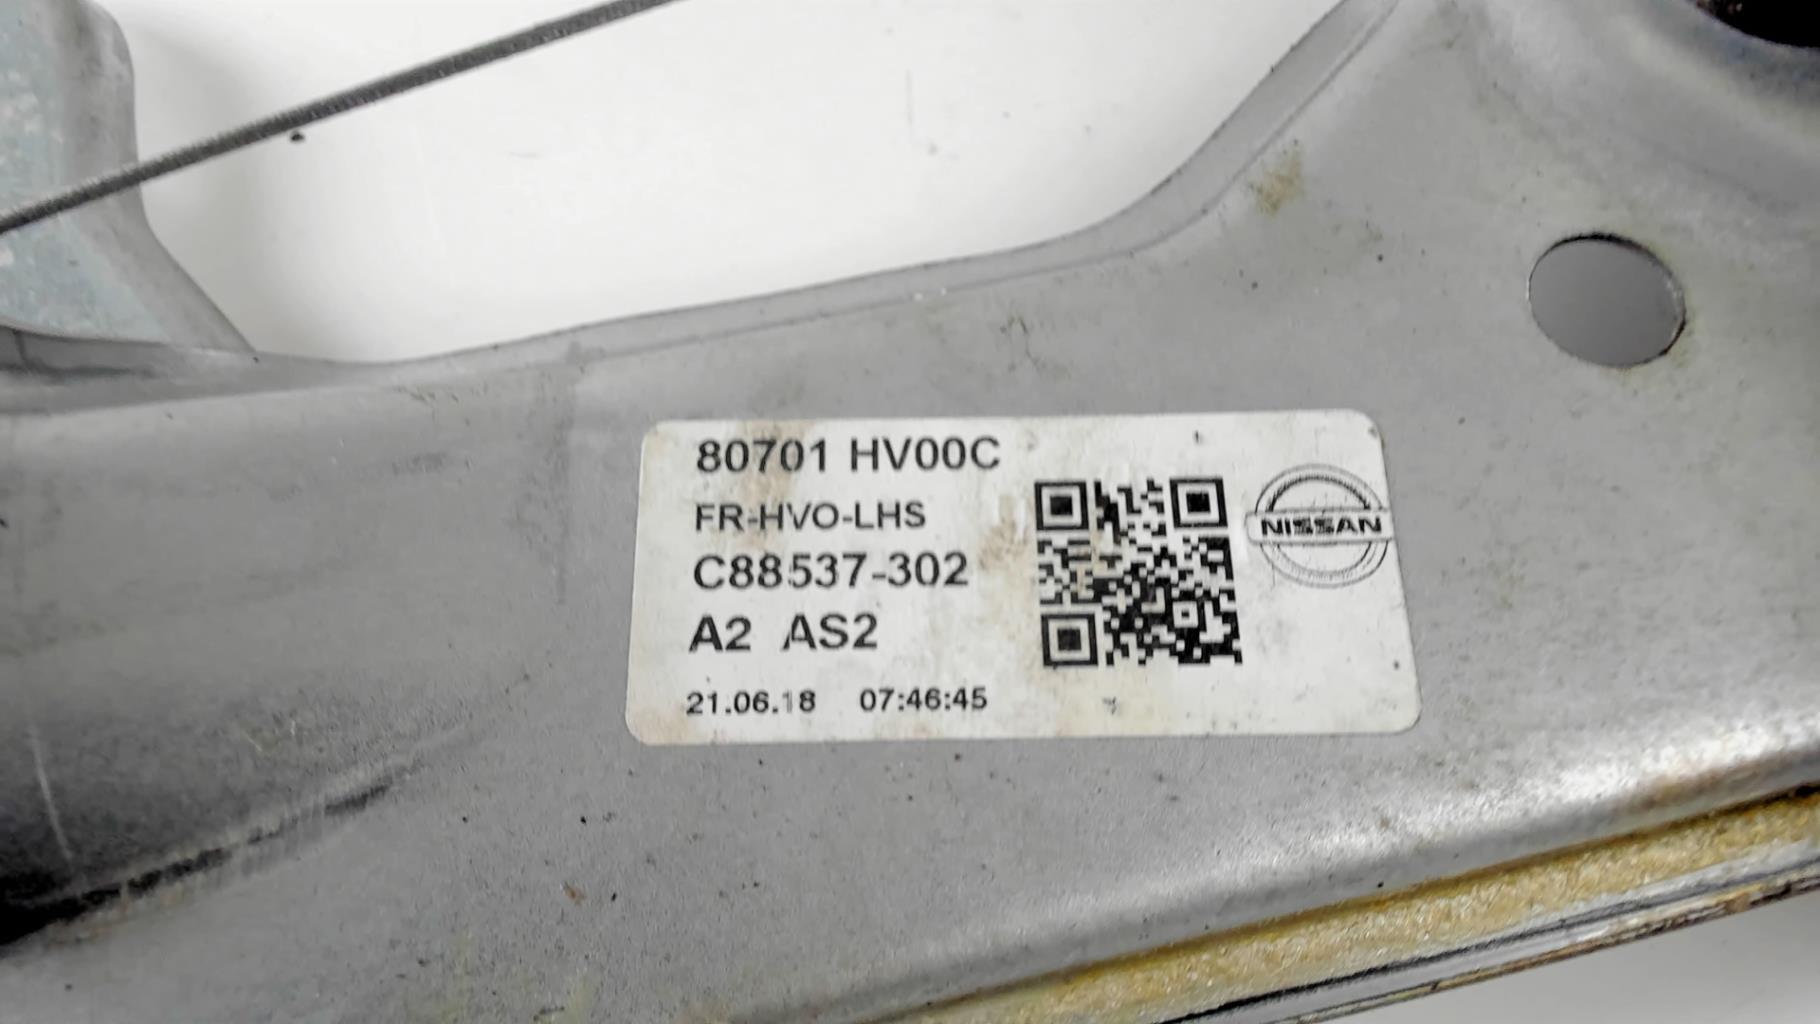 80701 HV00C
FR-HVO-LHS
C88537-302
A2 AS2
21.06.18 07:46:45
NISSAN